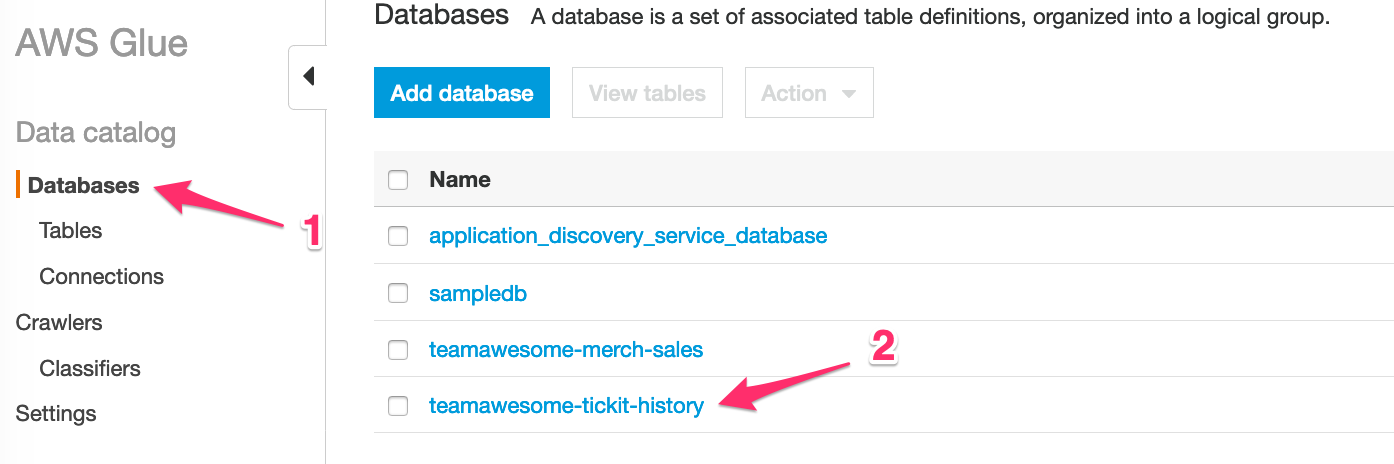 AWS Glue
Data catalog
Databases
1
Tables
Connections
Crawlers
Classifiers
Settings
Databases A database is a set of associated table definitions, organized into a logical group.
Add database View tables Action
Name
application_discovery_service_database
sampledb
teamawesome-merch-sales
2
teamawesome-tickit-history